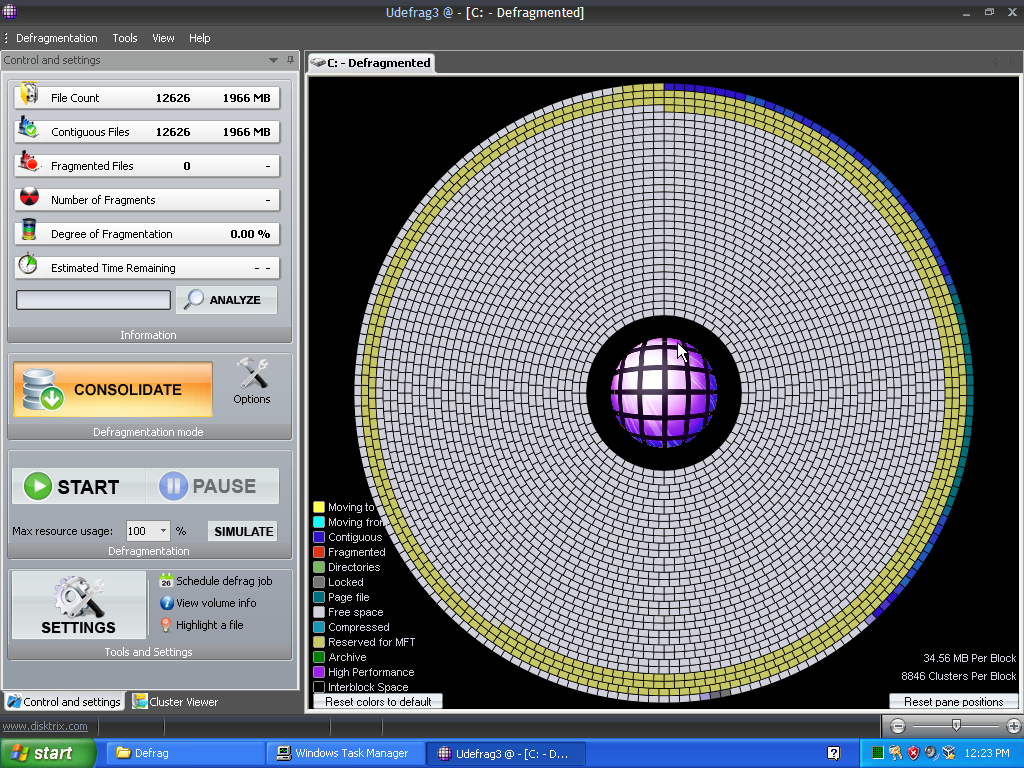 Udefrag3 @ - [C: - Defragmented]
Defragmentation Tools View Help
Control and settings
C: - Defragmented
File Count 12626 1966 MB
Contiguous Files 12626 1966 MB
Fragmented Files 0 -
Number of Fragments -
Degree of Fragmentation 0.00 %
Estimated Time Remaining - -
ANALYZE
Information
CONSOLIDATE
Options
Defragmentation mode
START PAUSE
Max resource usage: 100 % SIMULATE
Defragmentation
SETTINGS
26 Schedule defrag job
View volume info
Highlight a file
Tools and Settings
Control and settings Cluster Viewer
Moving to
Moving from
Contiguous
Fragmented
Directories
Locked
Page file
Free space
Compressed
Reserved for MFT
Archive
High Performance
Interblock Space
Reset colors to default
34.56 MB Per Block
8846 Clusters Per Block
Reset pane positions
www.disktrix.com
start Defrag Windows Task Manager Udefrag3 @ - [C: - D... 12:23 PM